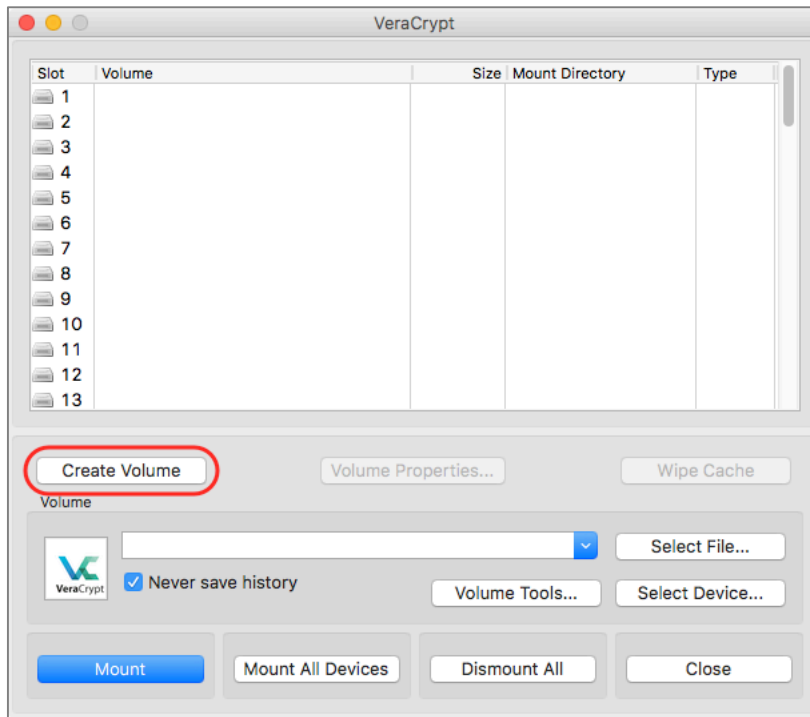 VeraCrypt
Slot Volume Size Mount Directory Type
1
2
3
4
5
6
7
8
9
10
11
12
13
Create Volume Volume Properties... Wipe Cache
Volume
Select File...
VC
VeraCrypt
Never save history
Volume Tools... Select Device...
Mount Mount All Devices Dismount All Close